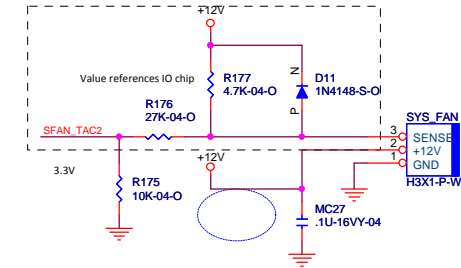 +12V
Value references IO chip
R177
4.7K-04-O
N
D11
1N4148-S-O
P
R176
27K-04-O
SFAN_TAC2
SYS_FAN
3
SENSE
2
+12V
1
GND
H3X1-P-W
+12V
3.3V
R175
10K-04-O
MC27
.1U-16VY-04